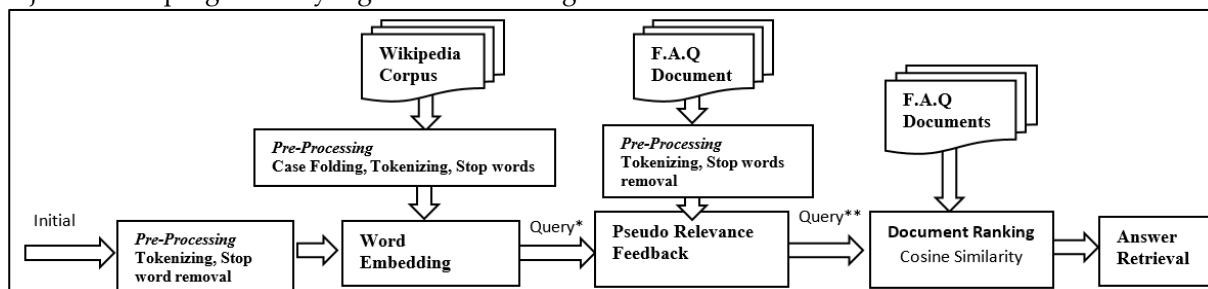 Wikipedia
Corpus
F.A.Q
Document
F.A.Q
Documents
Pre-Processing
Case Folding, Tokenizing, Stop words
Pre-Processing
Tokenizing, Stop words
removal
Initial
Pre-Processing
Tokenizing, Stop
word removal
Word
Embedding
Query*
Pseudo Relevance
Feedback
Query**
Document Ranking
Cosine Similarity
Answer
Retrieval